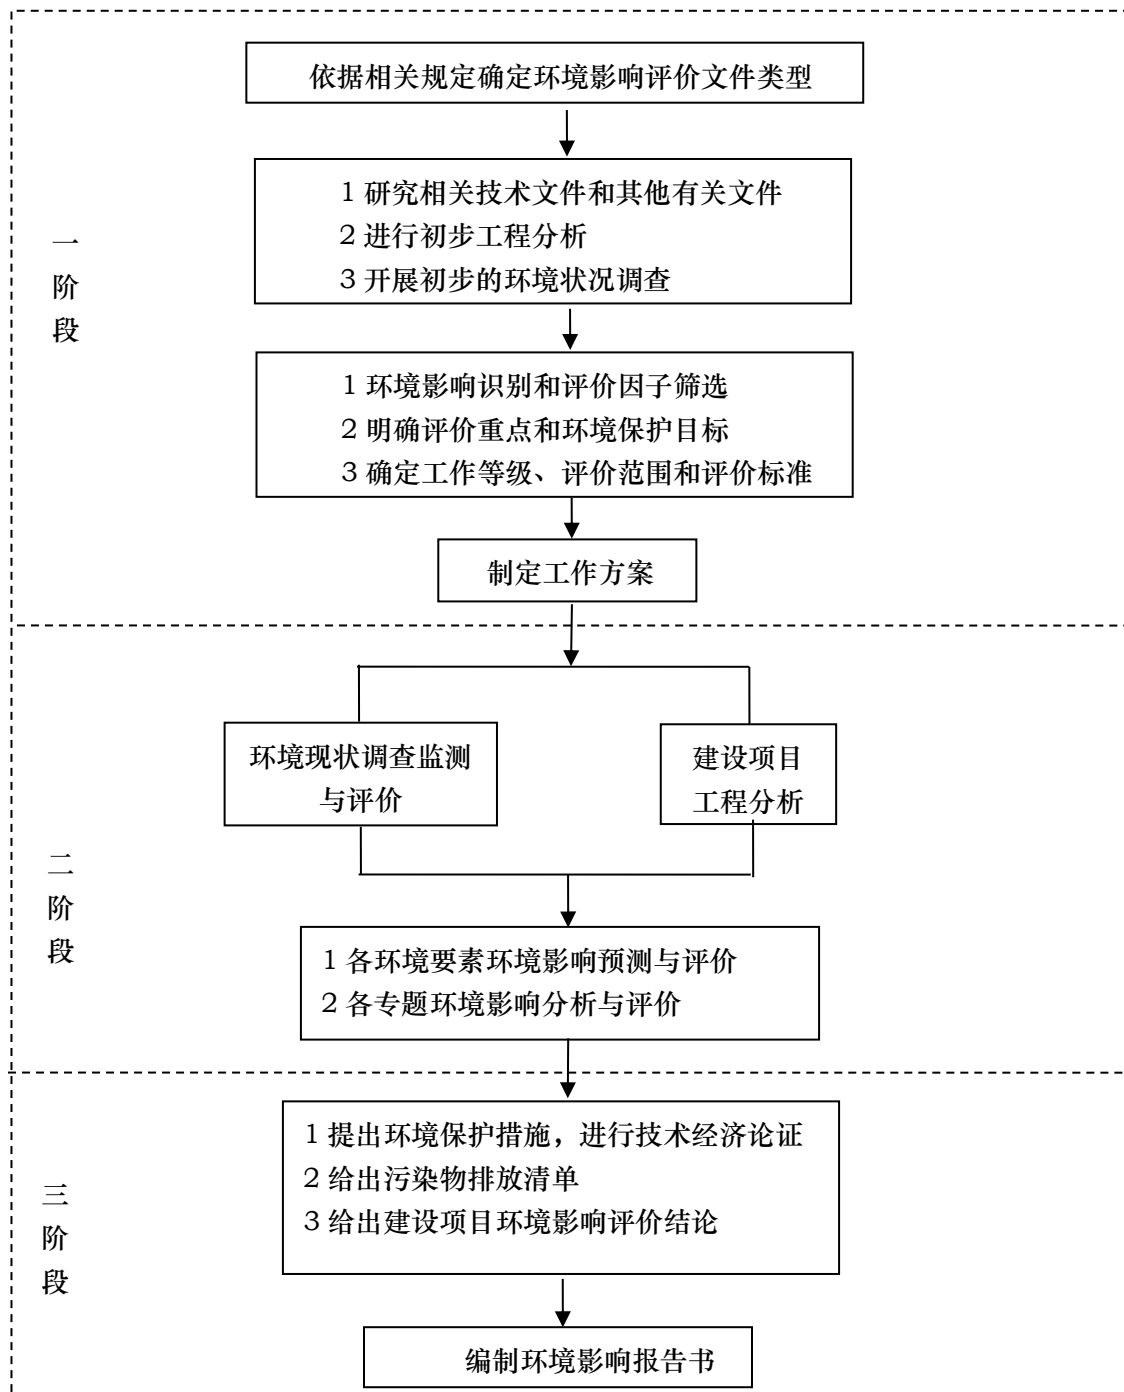 依据相关规定确定环境影响评价文件类型
1 研究相关技术文件和其他有关文件
2 进行初步工程分析
3 开展初步的环境状况调查
一
阶
段
1 环境影响识别和评价因子筛选
2 明确评价重点和环境保护目标
3 确定工作等级、评价范围和评价标准
制定工作方案
环境现状调查监测
与评价
建设项目
工程分析
二
阶
段
1 各环境要素环境影响预测与评价
2 各专题环境影响分析与评价
1 提出环境保护措施，进行技术经济论证
2 给出污染物排放清单
3 给出建设项目环境影响评价结论
三
阶
段
编制环境影响报告书